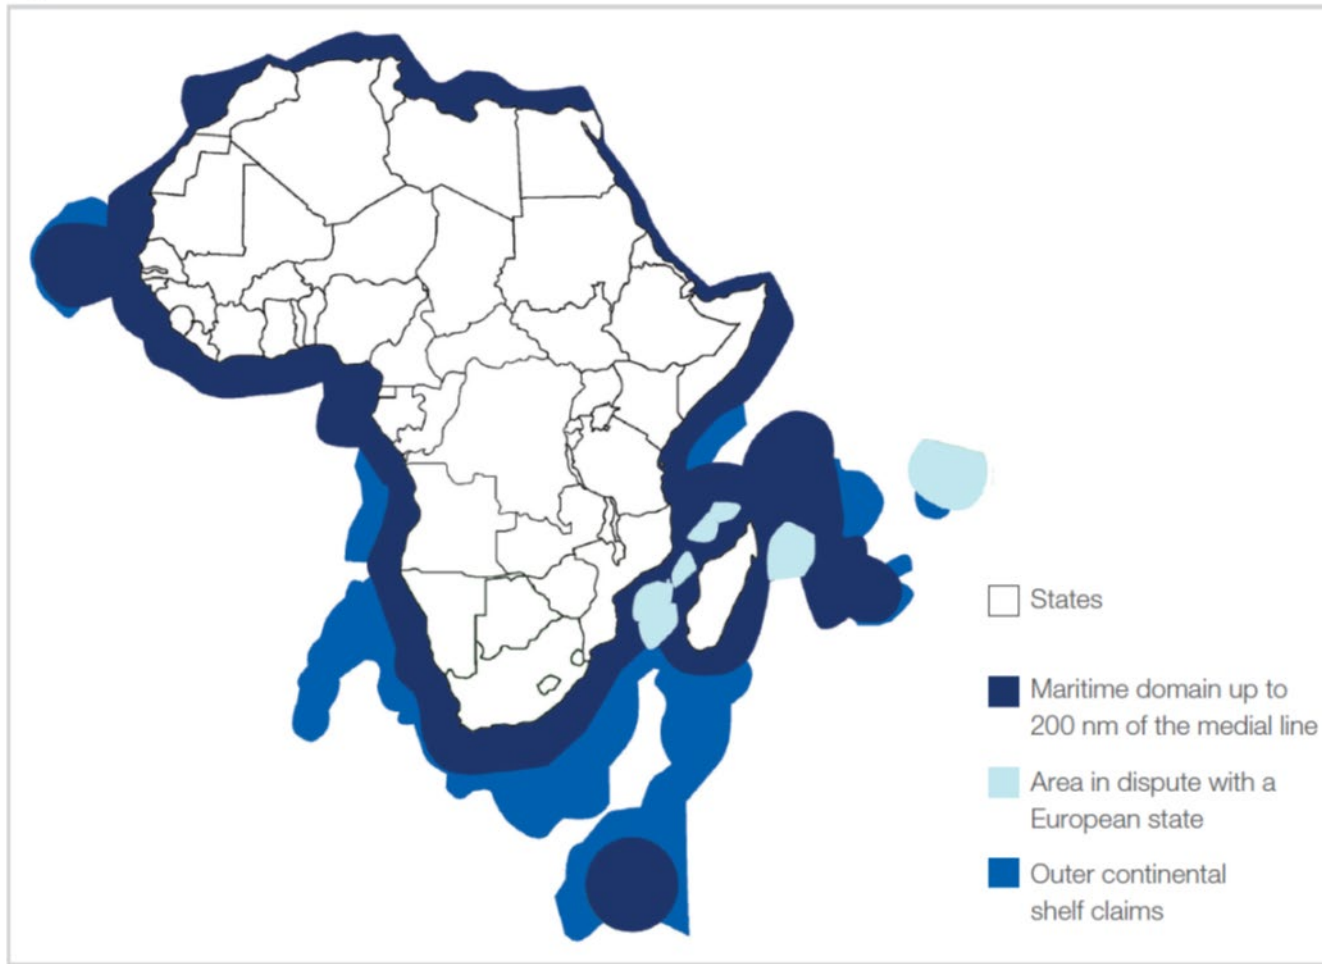 States
Maritime domain up to
200 nm of the medial line
Area in dispute with a
European state
Outer continental
shelf claims